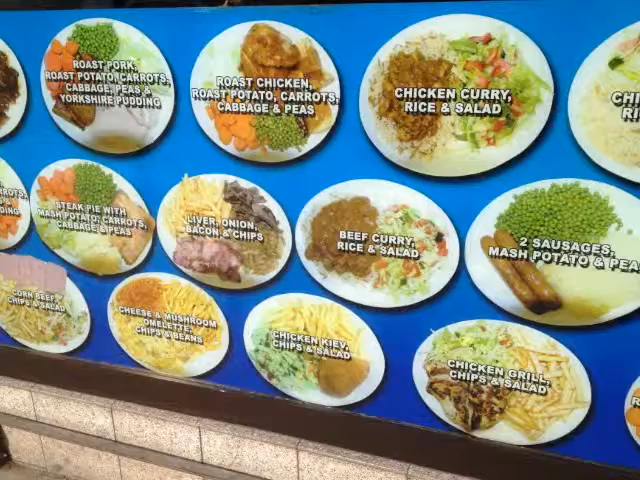 ROAST PORK,
ROAST POTATO, CARROTS,
CABBAGE, PEAS &
YORKSHIRE PUDDING
ROAST CHICKEN,
ROAST POTATO, CARROTS,
CABBAGE & PEAS
CHICKEN CURRY,
RICE & SALAD
STEAK PIE WITH
MASH POTATO, CARROTS,
CABBAGE & PEAS
LIVER, ONION,
BACON & CHIPS
BEEF CURRY,
RICE & SALAD
2 SAUSAGES,
MASH POTATO & PEA
CORN BEEF,
CHIPS & SALAD
CHEESE & MUSHROOM
OMELETTE,
CHIPS & BEANS
CHICKEN KIEV,
CHIPS & SALAD
CHICKEN GRILL,
CHIPS & SALAD